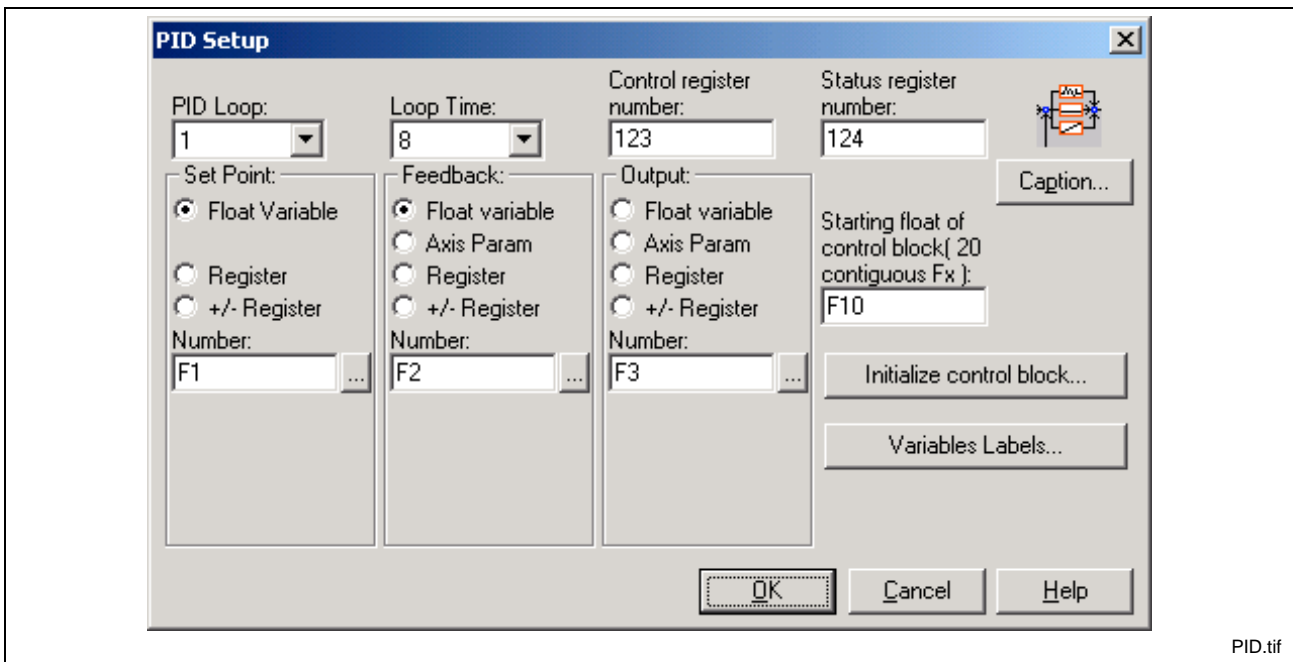 PID Setup
PID Loop:
1
Loop Time:
8
Control register
number:
123
Status register
number:
124
Caption...
Set Point:
Float Variable
Register
+/- Register
Number:
F1
...
Feedback:
Float variable
Axis Param
Register
+/- Register
Number:
F2
...
Output:
Float variable
Axis Param
Register
+/- Register
Number:
F3
...
Starting float of
control block( 20
contiguous Fx ):
F10
Initialize control block...
Variables Labels...
OK
Cancel
Help
PID.tif